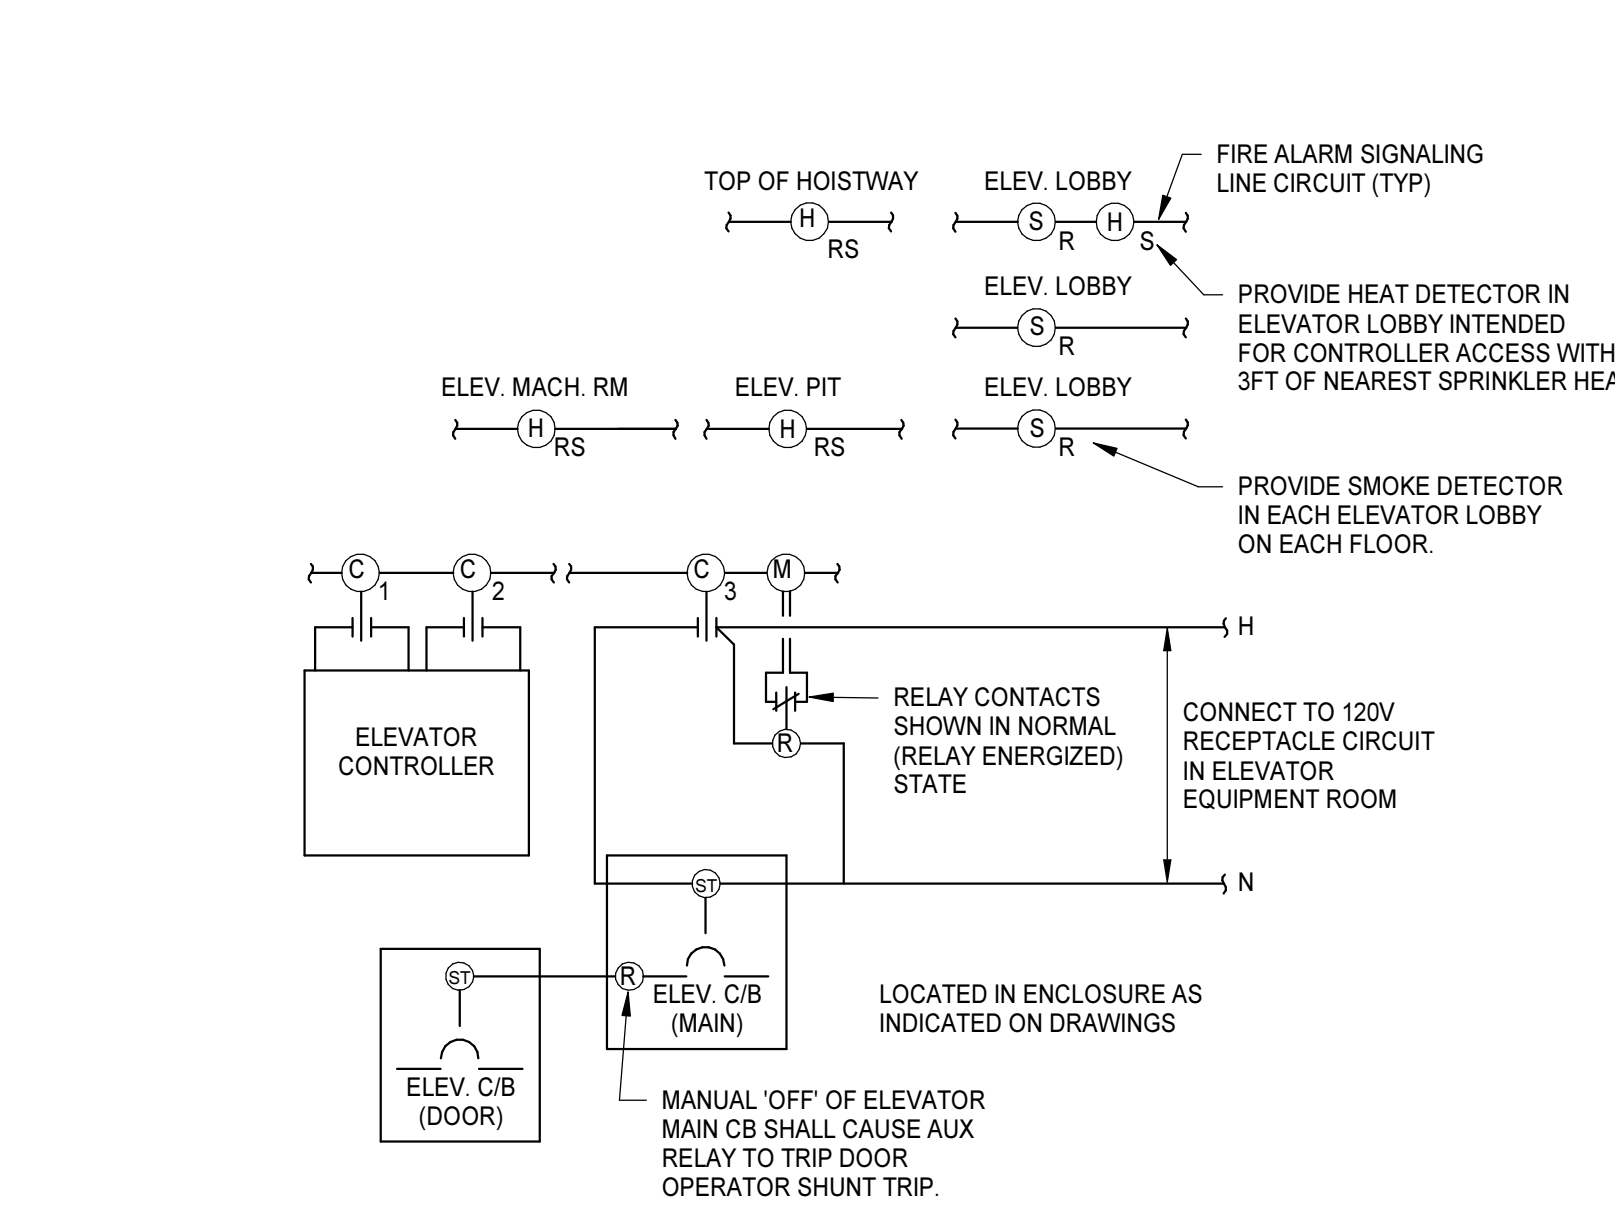 FIRE ALARM SIGNALING
LINE CIRCUIT (TYP)
TOP OF HOISTWAY
H
RS
ELEV. LOBBY
S
R
H
S
PROVIDE HEAT DETECTOR IN
ELEVATOR LOBBY INTENDED
FOR CONTROLLER ACCESS WITH
3FT OF NEAREST SPRINKLER
ELEV. LOBBY
S
R
ELEV. MACH. RM
H
RS
ELEV. PIT
H
RS
ELEV. LOBBY
S
R
PROVIDE SMOKE DETECTOR
IN EACH ELEVATOR LOBBY
ON EACH FLOOR.
C
1
C
2
C
3
M
H
RELAY CONTACTS
SHOWN IN NORMAL
(RELAY ENERGIZED)
STATE
R
CONNECT TO 120V
RECEPTACLE CIRCUIT
IN ELEVATOR
EQUIPMENT ROOM
ELEVATOR
CONTROLLER
ST
N
ST
R
ELEV. C/B
(MAIN)
LOCATED IN ENCLOSURE AS
INDICATED ON DRAWINGS
ELEV. C/B
(DOOR)
MANUAL 'OFF' OF ELEVATOR
MAIN CB SHALL CAUSE AUX
RELAY TO TRIP DOOR
OPERATOR SHUNT TRIP.